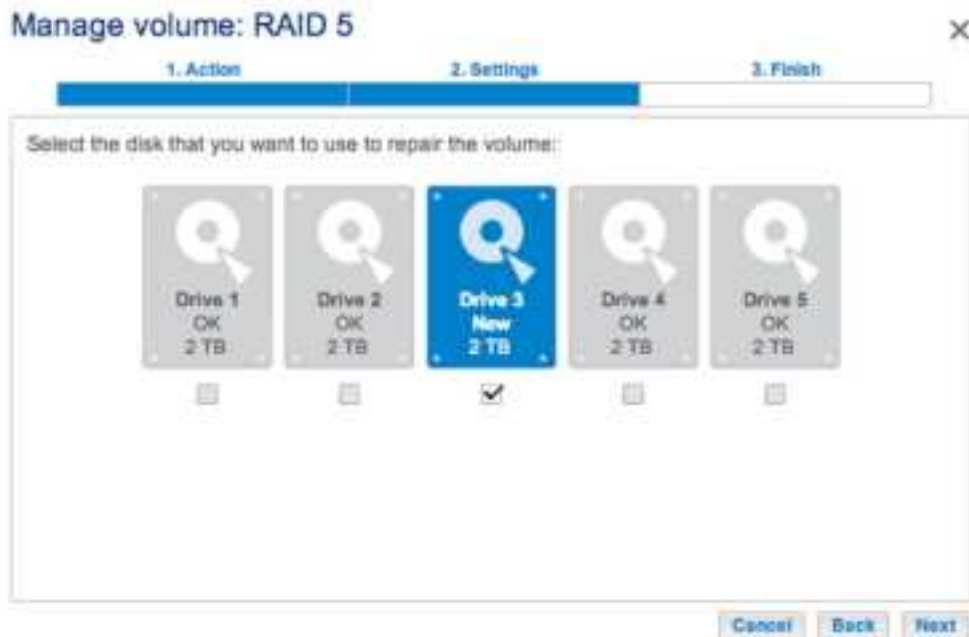 Manage volume: RAID 5
1. Action 2. Settings 3. Finish
Select the disk that you want to use to repair the volume:
Drive 1 Drive 2 Drive 3 Drive 4 Drive 5
OK OK New OK OK
2 TB 2 TB 2 TB 2 TB 2 TB
Cancel Back Next